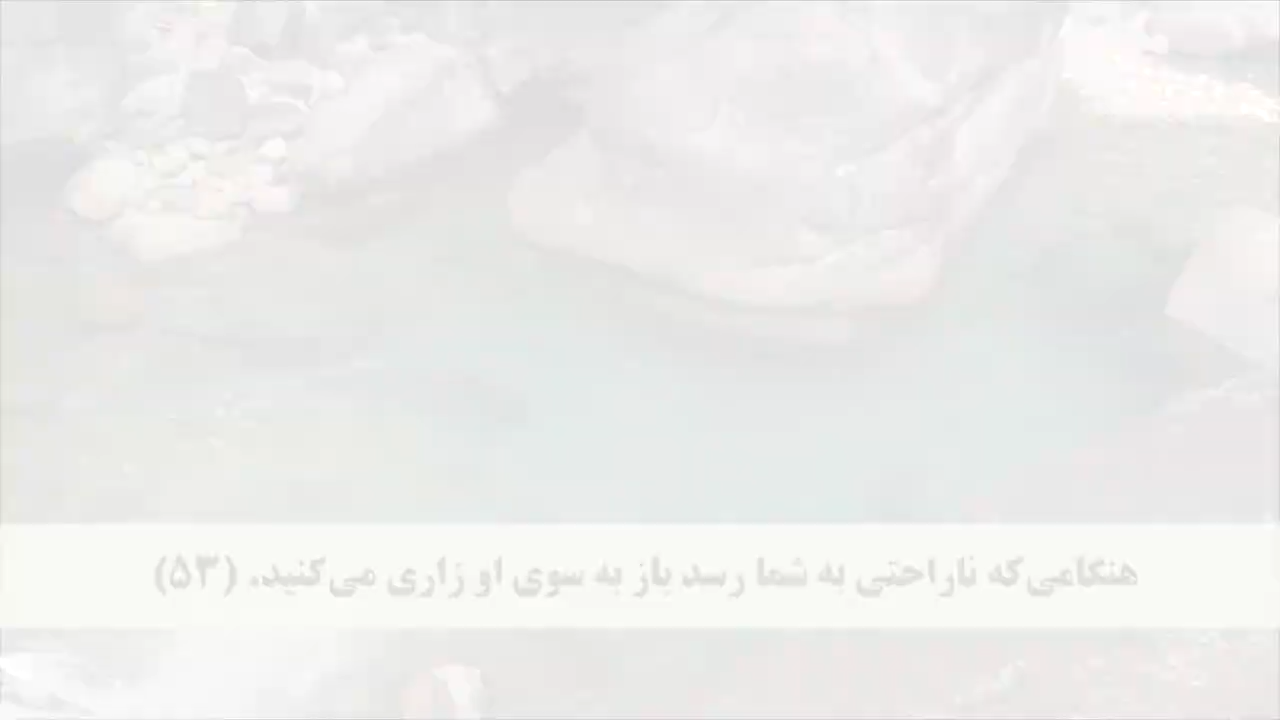 هنگامی‌که ناراحتی به شما رسد باز به سوی او زاری می‌کنید. (۵۳)